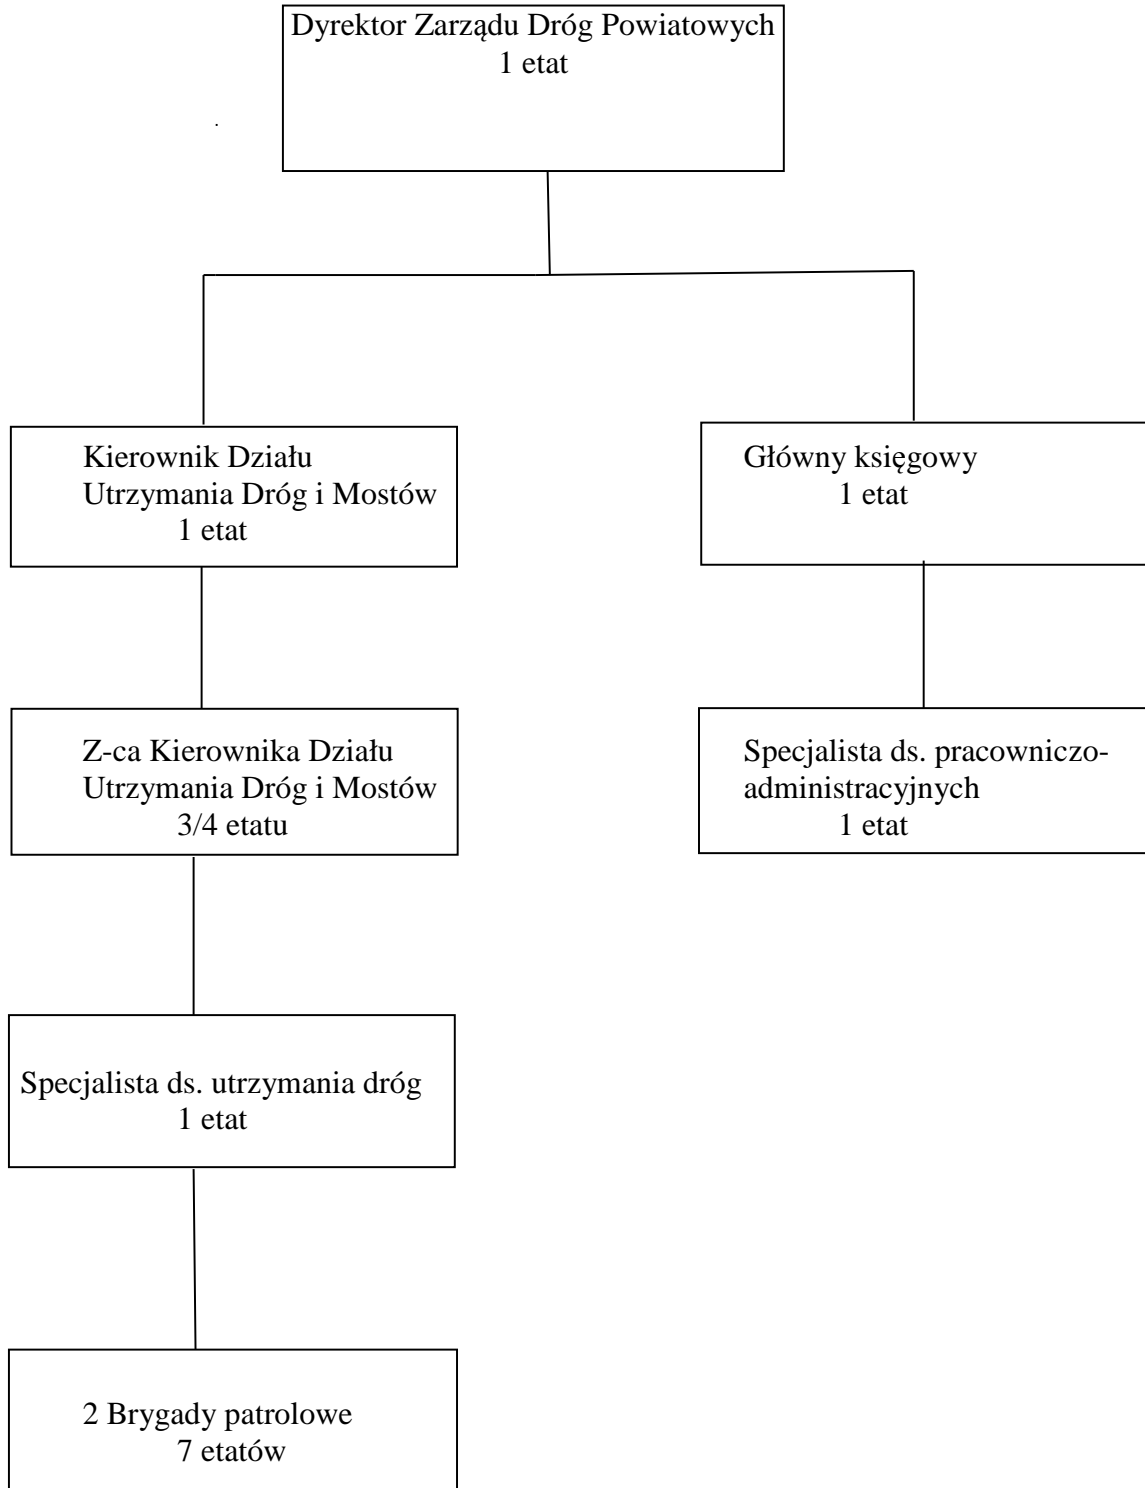 Dyrektor Zarządu Dróg Powiatowych
1 etat
.
Kierownik Działu
Utrzymania Dróg i Mostów
1 etat
Główny księgowy
1 etat
Z-ca Kierownika Działu
Utrzymania Dróg i Mostów
3/4 etatu
Specjalista ds. pracowniczo-
administracyjnych
1 etat
Specjalista ds. utrzymania dróg
1 etat
2 Brygady patrolowe
7 etatów